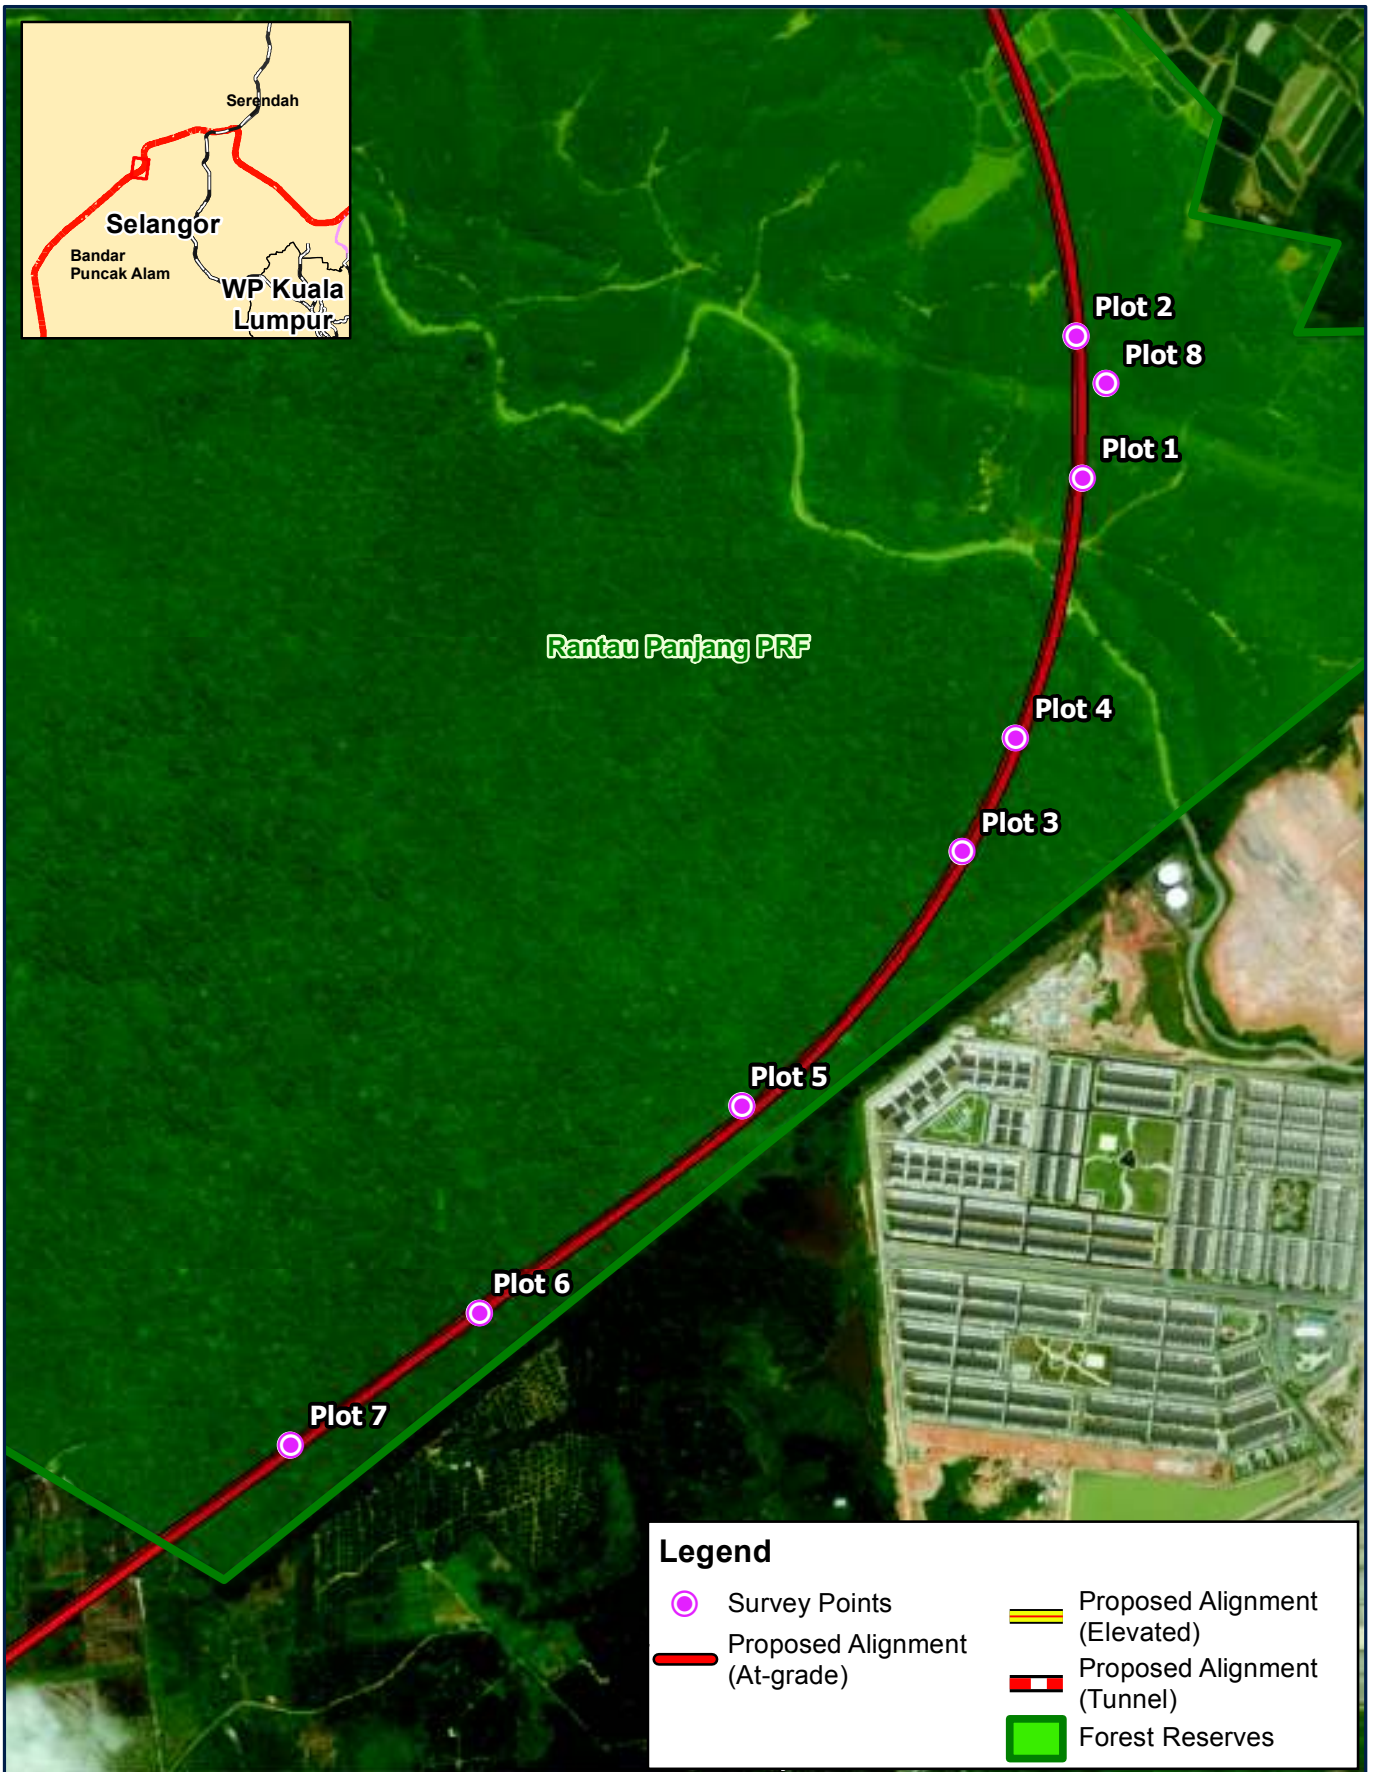 Serendah
Selangor
Bandar
Puncak Alam
WP Kuala
Lumpur
Plot 2
Plot 8
Plot 1
Rantau Panjang PRF
Plot 4
Plot 3
Plot 5
Plot 6
Plot 7
Legend
Survey Points
Proposed Alignment
(At-grade)
Proposed Alignment
(Elevated)
Proposed Alignment
(Tunnel)
Forest Reserves